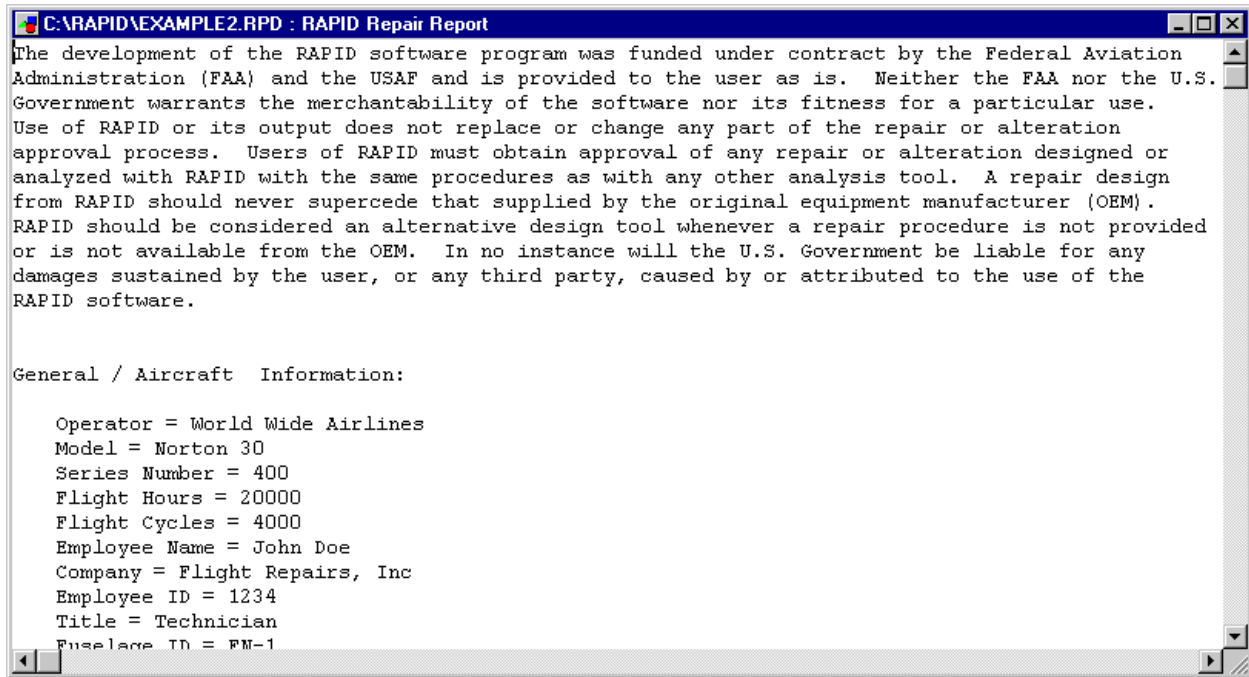 C:\RAPID\EXAMPLE2.RPD : RAPID Repair Report
The development of the RAPID software program was funded under contract by the Federal Aviation
Administration (FAA) and the USAF and is provided to the user as is.  Neither the FAA nor the U.S.
Government warrants the merchantability of the software nor its fitness for a particular use.
Use of RAPID or its output does not replace or change any part of the repair or alteration
approval process.  Users of RAPID must obtain approval of any repair or alteration designed or
analyzed with RAPID with the same procedures as with any other analysis tool.  A repair design
from RAPID should never supercede that supplied by the original equipment manufacturer (OEM).
RAPID should be considered an alternative design tool whenever a repair procedure is not provided
or is not available from the OEM.  In no instance will the U.S. Government be liable for any
damages sustained by the user, or any third party, caused by or attributed to the use of the
RAPID software.
General / Aircraft  Information:
Operator = World Wide Airlines
Model = Norton 30
Series Number = 400
Flight Hours = 20000
Flight Cycles = 4000
Employee Name = John Doe
Company = Flight Repairs, Inc
Employee ID = 1234
Title = Technician
Fuselage ID = FN-1